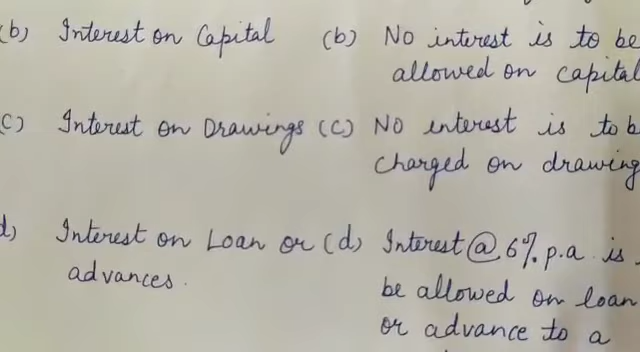 (b) Interest on Capital (b) No interest is to be
allowed on capital
(c) Interest on Drawings (c) No interest is to b
charged on drawing
d) Interest on Loan or (d) Interest @ 6% p.a is
advances. be allowed on loan
or advance to a